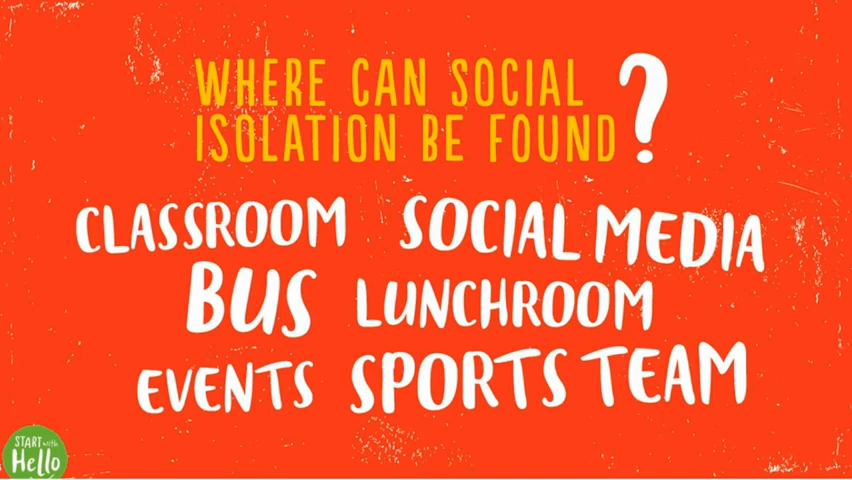 WHERE CAN SOCIAL
ISOLATION BE FOUND?
CLASSROOM SOCIAL MEDIA
BUS LUNCHROOM
EVENTS SPORTS TEAM
START with
Hello